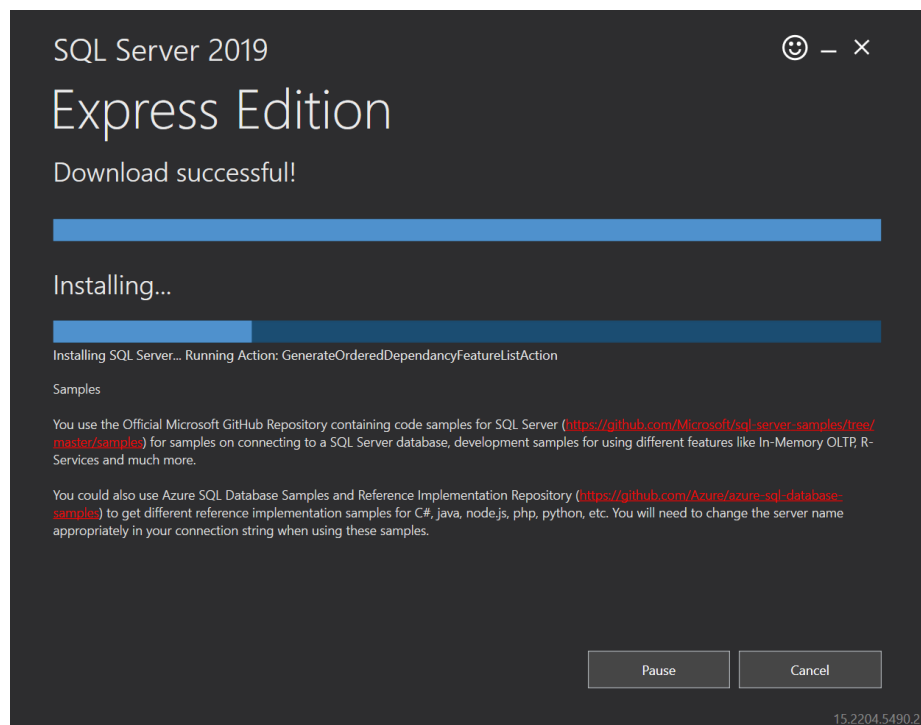 SQL Server 2019
Express Edition
Download successful!
Installing...
Installing SQL Server... Running Action: GenerateOrderedDependancyFeatureListAction
Samples
You use the Official Microsoft GitHub Repository containing code samples for SQL Server (https://github.com/Microsoft/sql-server-samples/tree/
master/samples) for samples on connecting to a SQL Server database, development samples for using different features like In-Memory OLTP, R-
Services and much more.
You could also use Azure SQL Database Samples and Reference Implementation Repository (https://github.com/Azure/azure-sql-database-
samples) to get different reference implementation samples for C#, java, node.js, php, python, etc. You will need to change the server name
appropriately in your connection string when using these samples.
Pause
Cancel
15.2204.5490.2